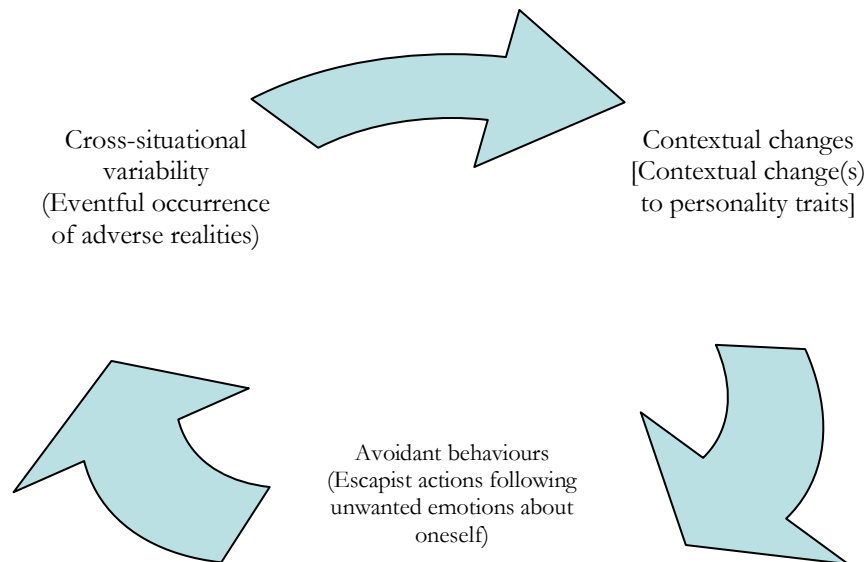 Cross-situational
variability
(Eventful occurrence
of adverse realities)
Contextual changes
[Contextual change(s)
to personality traits]
Avoidant behaviours
(Escapist actions following
unwanted emotions about
oneself)